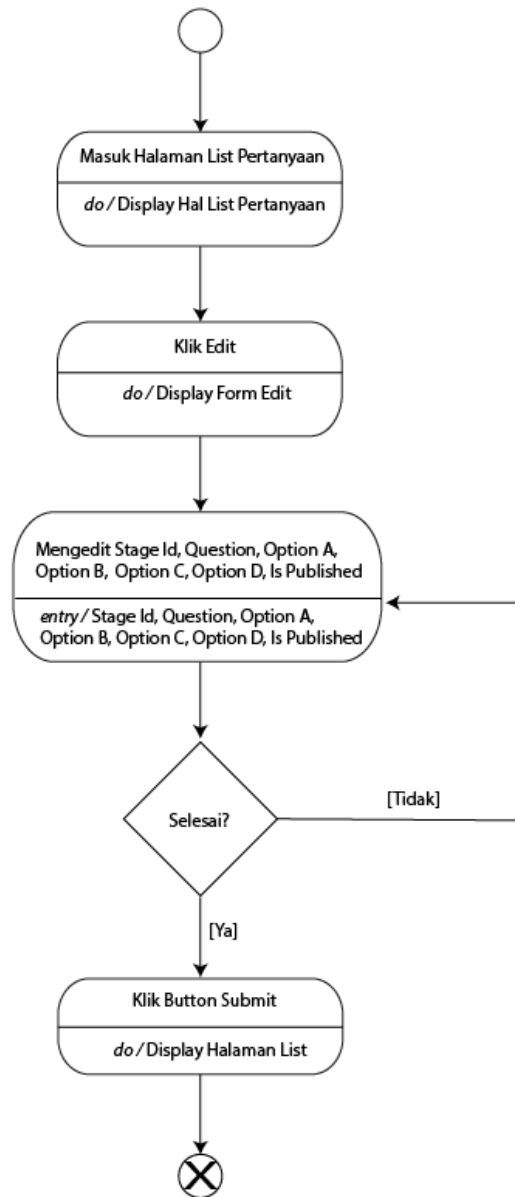 Masuk Halaman List Pertanyaan
do / Display Hal List Pertanyaan
Klik Edit
do / Display Form Edit
Mengedit Stage Id, Question, Option A,
Option B, Option C, Option D, Is Published
entry / Stage Id, Question, Option A,
Option B, Option C, Option D, Is Published
Selesai?
[Tidak]
[Ya]
Klik Button Submit
do / Display Halaman List